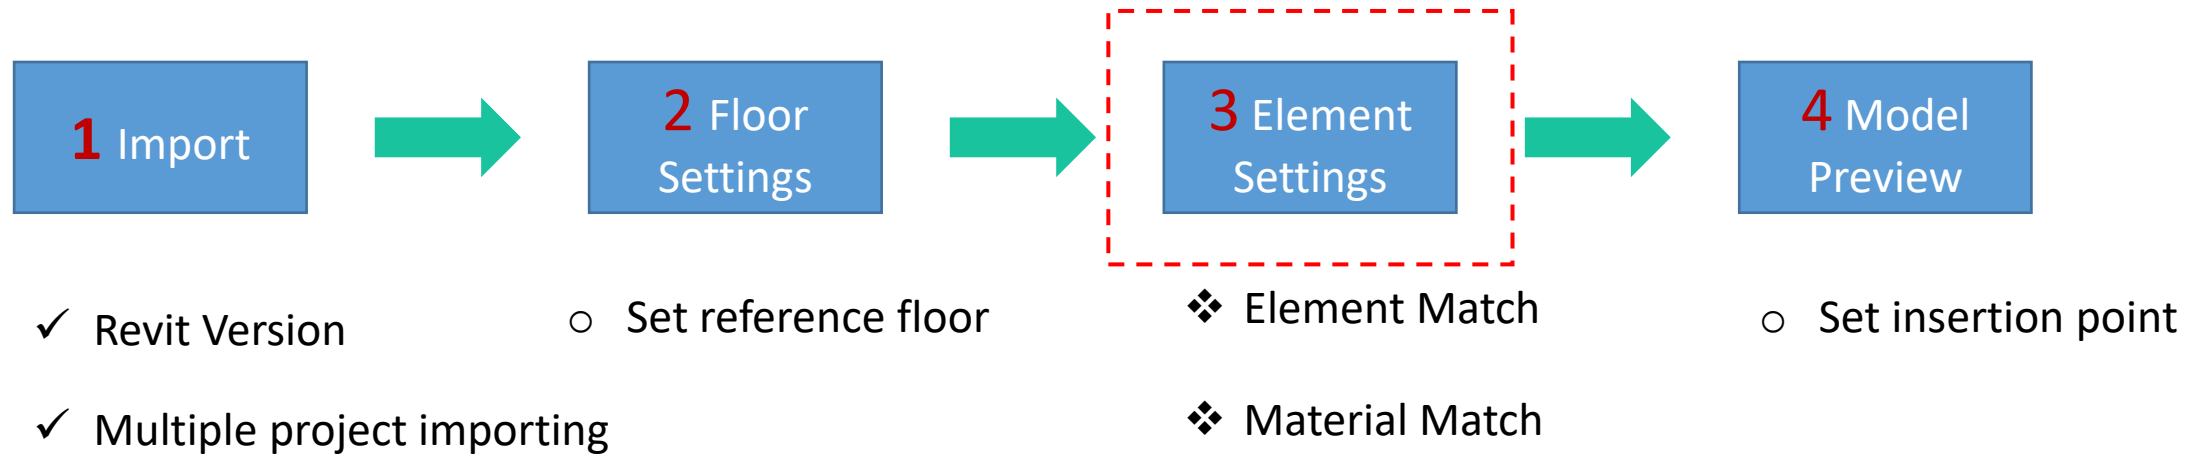 1 Import
2 Floor
Settings
3 Element
Settings
4 Model
Preview
✓ Revit Version
✓ Multiple project importing
o Set reference floor
❖ Element Match
❖ Material Match
o Set insertion point